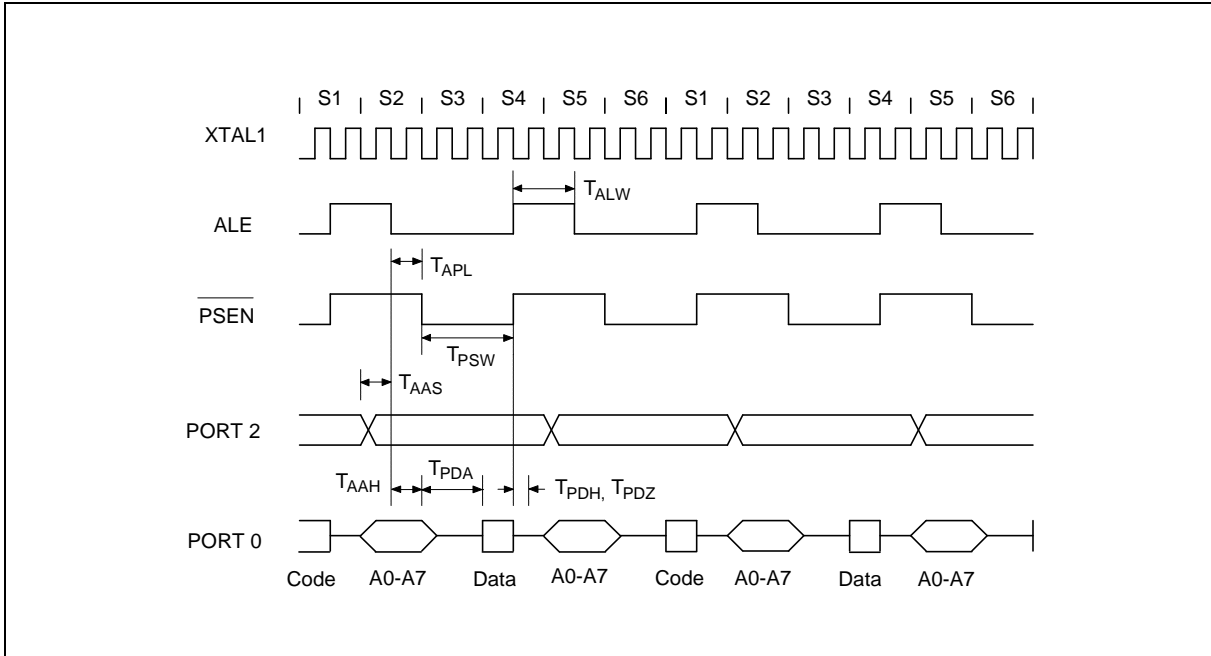 S1 S2 S3 S4 S5 S6 S1 S2 S3 S4 S5 S6
XTAL1
TALW
ALE
TAPL
PSEN
TPSW
TAAS
PORT 2
TAAH TPDA TPDH, TPDZ
PORT 0
Code A0-A7 Data A0-A7 Code A0-A7 Data A0-A7